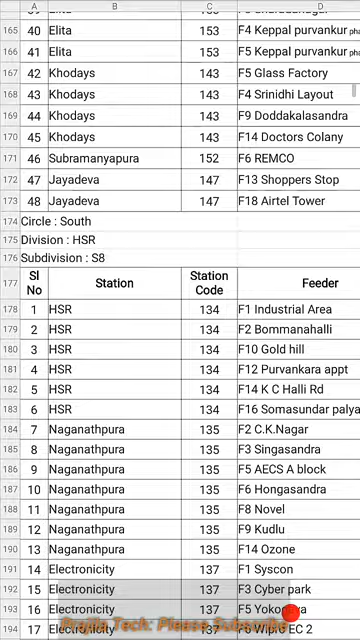 A B C D
165 40 Elita 153 F4 Keppal purvankur pha
166 41 Elita 153 F5 Keppal purvankur pha
167 42 Khodays 143 F5 Glass Factory
168 43 Khodays 143 F4 Srinidhi Layout
169 44 Khodays 143 F9 Doddakalasandra
170 45 Khodays 143 F14 Doctors Colany
171 46 Subramanyapura 152 F6 REMCO
172 47 Jayadeva 147 F13 Shoppers Stop
173 48 Jayadeva 147 F18 Airtel Tower
174 Circle : South
175 Division : HSR
176 Subdivision : S8
177 Sl No Station Station Code Feeder
178 1 HSR 134 F1 Industrial Area
179 2 HSR 134 F2 Bommanahalli
180 3 HSR 134 F10 Gold hill
181 4 HSR 134 F12 Purvankara appt
182 5 HSR 134 F14 K C Halli Rd
183 6 HSR 134 F16 Somasundar palya
184 7 Naganathpura 135 F2 C.K.Nagar
185 8 Naganathpura 135 F3 Singasandra
186 9 Naganathpura 135 F5 AECS A block
187 10 Naganathpura 135 F6 Hongasandra
188 11 Naganathpura 135 F8 Novel
189 12 Naganathpura 135 F9 Kudlu
190 13 Naganathpura 135 F14 Ozone
191 14 Electronicity 137 F1 Syscon
192 15 Electronicity 137 F3 Cyber park
193 16 Electronicity 137 F5
194 17 Electronicity 137 F6 Wipro EC 2
Tech: Please